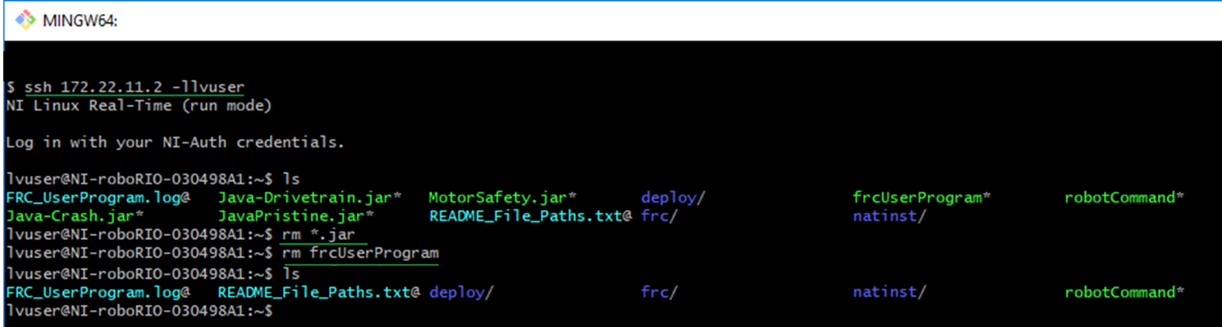 MINGW64:
$ ssh 172.22.11.2 -llvuser
NI Linux Real-Time (run mode)
Log in with your NI-Auth credentials.
lvuser@NI-roboRIO-030498A1:~$ ls
FRC_UserProgram.log@ Java-Drivetrain.jar* MotorSafety.jar* deploy/ frcUserProgram* robotCommand*
Java-Crash.jar* JavaPristine.jar* README_File_Paths.txt@ frc/ natinst/
lvuser@NI-roboRIO-030498A1:~$ rm *.jar
lvuser@NI-roboRIO-030498A1:~$ rm frcUserProgram
lvuser@NI-roboRIO-030498A1:~$ ls
FRC_UserProgram.log@ README_File_Paths.txt@ deploy/ frc/ natinst/ robotCommand*
lvuser@NI-roboRIO-030498A1:~$